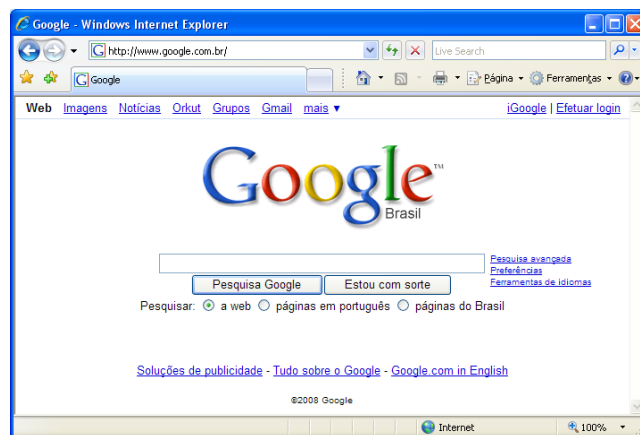 Google - Windows Internet Explorer
http://www.google.com.br/
Live Search
Google
Página
Ferramentas
Web Imagens Notícias Orkut Grupos Gmail mais ▼
iGoogle | Efetuar login
Google™
Brasil
Pesquisa avançada
Preferências
Ferramentas de idiomas
Pesquisa Google
Estou com sorte
Pesquisar: a web páginas em português páginas do Brasil
Soluções de publicidade - Tudo sobre o Google - Google.com in English
©2008 Google
Internet
100%